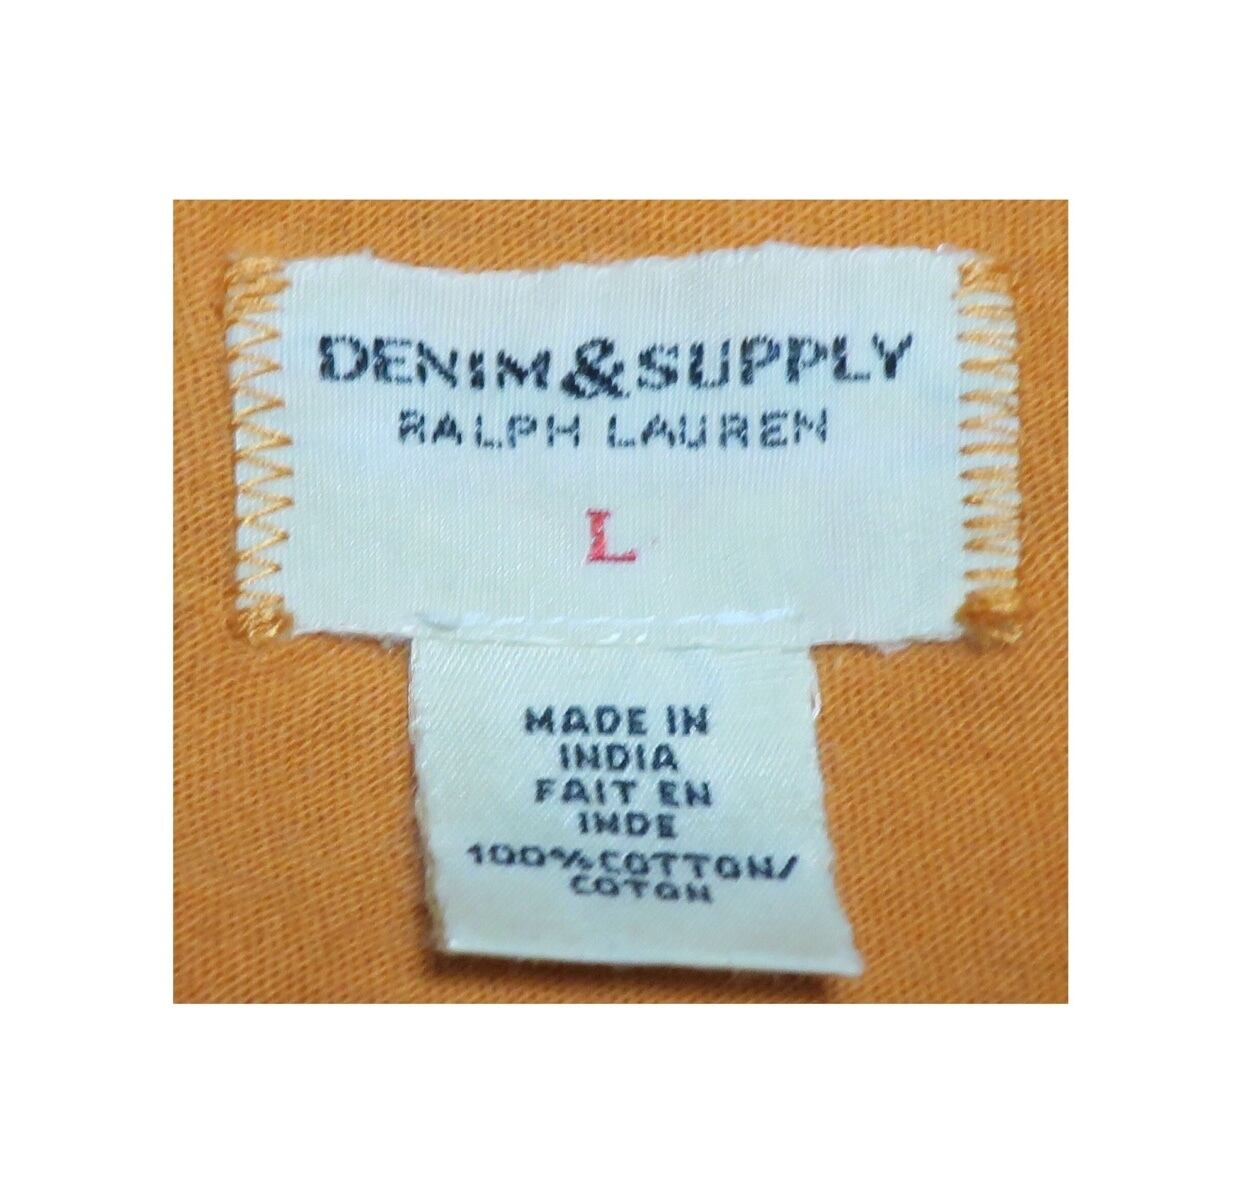 DENIM&SUPPLY
RALPH LAUREN
L
MADE IN
INDIA
FAIT EN
INDE
100%COTTON/
COTON